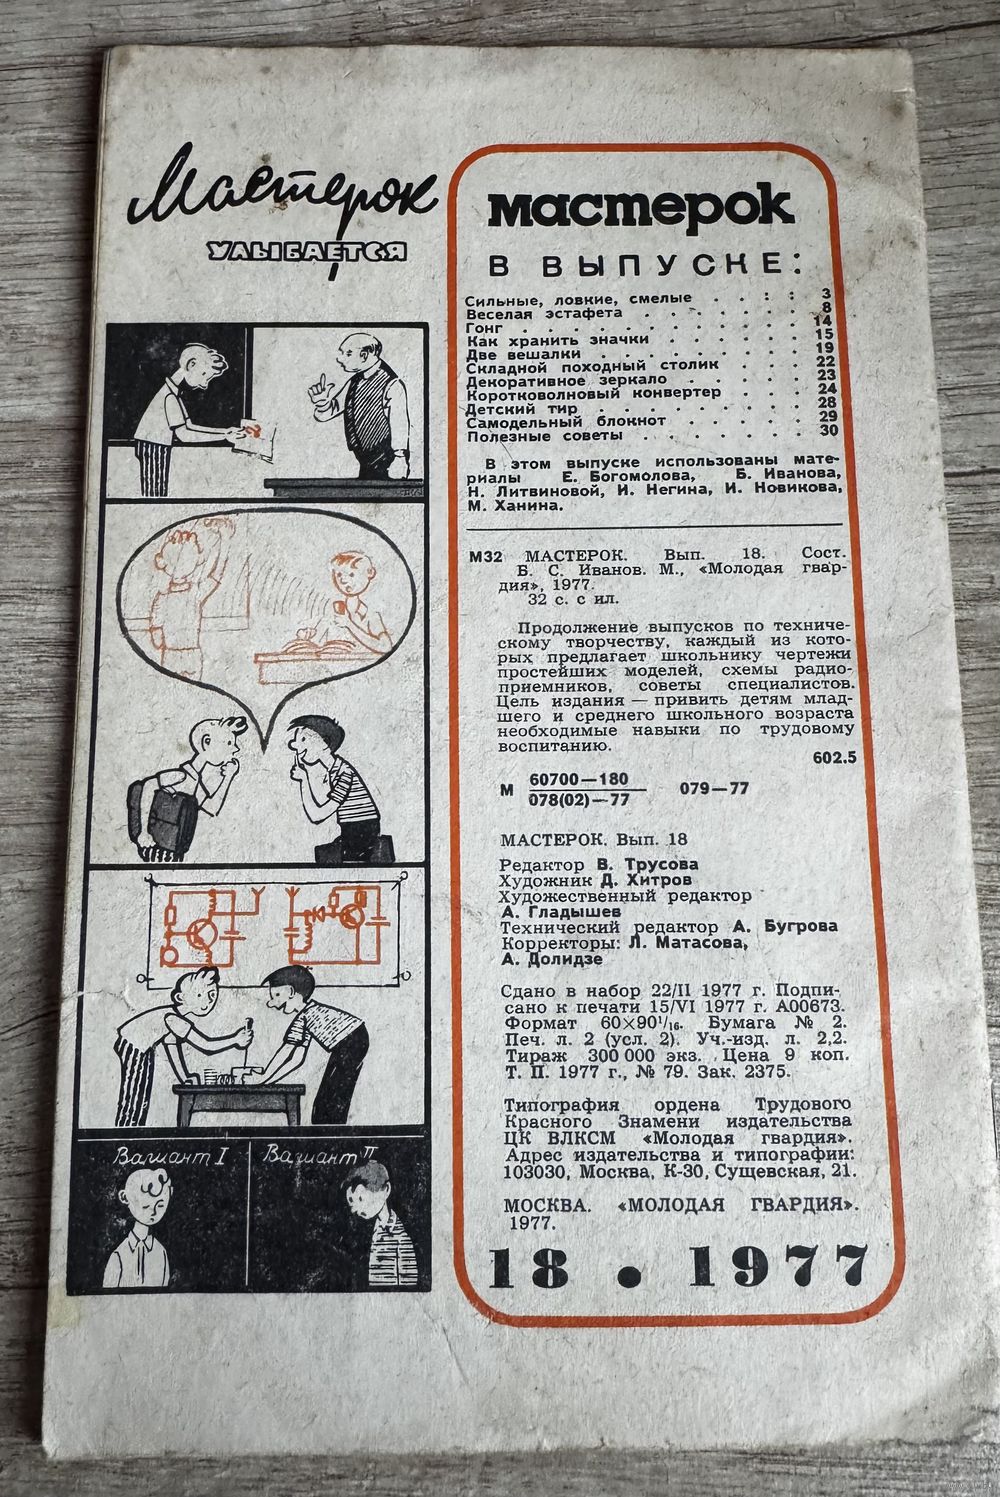 Мастерок
УЛЫБАЕТСЯ
Вариант I
Вариант II
мастерок
В ВЫПУСКЕ:
Сильные, ловкие, смелые . . : : 3
Веселая эстафета . . . . . . . 8
Гонг . . . . . . . . . . . . 14
Как хранить значки . . . . . . 15
Две вешалки . . . . . . . . . 19
Складной походный столик . . . 22
Декоративное зеркало . . . . . 23
Коротковолновый конвертер . . . 24
Детский тир . . . . . . . . . 28
Самодельный блокнот . . . . . 29
Полезные советы . . . . . . . 30
В этом выпуске использованы мате-
риалы Е. Богомолова, Б. Иванова,
Н. Литвиновой, И. Негина, И. Новикова,
М. Ханина.
М32 МАСТЕРОК. Вып. 18. Сост.
Б. С. Иванов. М., «Молодая гвар-
дия», 1977.
32 с. с ил.
Продолжение выпусков по техниче-
скому творчеству, каждый из кото-
рых предлагает школьнику чертежи
простейших моделей, схемы радио-
приемников, советы специалистов.
Цель издания — привить детям млад-
шего и среднего школьного возраста
необходимые навыки по трудовому
воспитанию.
602.5
М 60700—180 079—77
078(02)—77
МАСТЕРОК. Вып. 18
Редактор В. Трусова
Художник Д. Хитров
Художественный редактор
А. Гладышев
Технический редактор А. Бугрова
Корректоры: Л. Матасова,
А. Долидзе
Сдано в набор 22/II 1977 г. Подпи-
сано к печати 15/VI 1977 г. А00673.
Формат 60×90¹/₁₆. Бумага № 2.
Печ. л. 2 (усл. 2). Уч.-изд. л. 2,2.
Тираж 300 000 экз. Цена 9 коп.
Т. П. 1977 г., № 79. Зак. 2375.
Типография ордена Трудового
Красного Знамени издательства
ЦК ВЛКСМ «Молодая гвардия».
Адрес издательства и типографии:
103030, Москва, К-30, Сущевская, 21.
МОСКВА. «МОЛОДАЯ ГВАРДИЯ».
1977.
18 • 1977